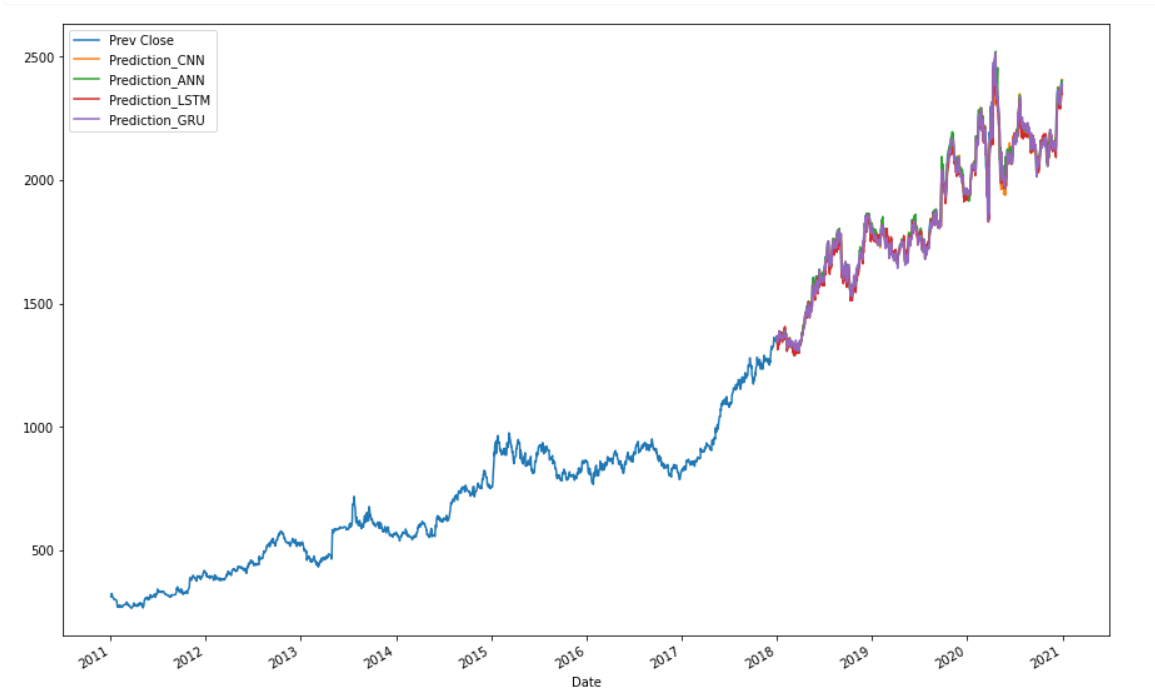 Prev Close
Prediction_CNN
Prediction_ANN
Prediction_LSTM
Prediction_GRU
2500
2000
1500
1000
500
2011 2012 2013 2014 2015 2016 2017 2018 2019 2020 2021
Date